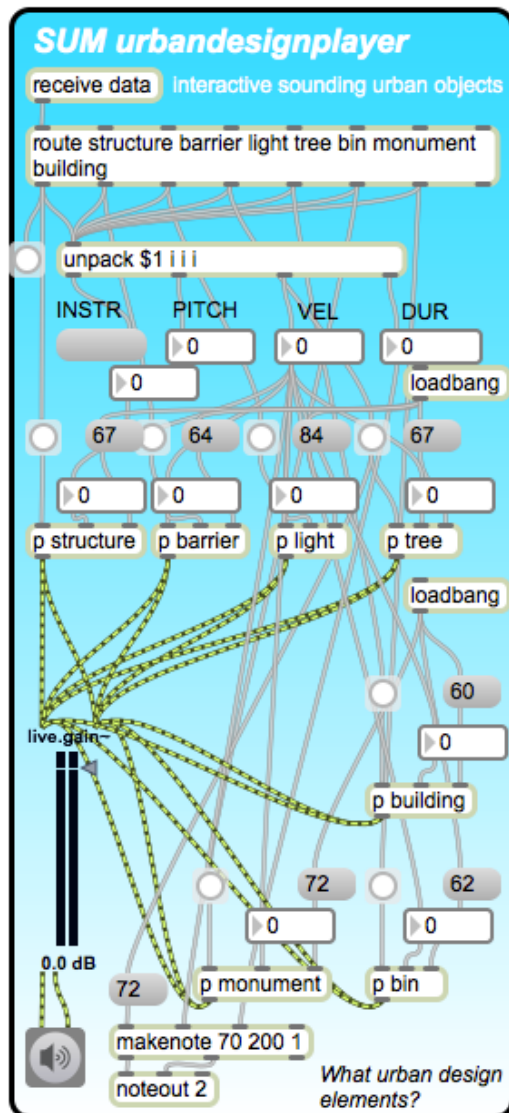 SUM urbandesignplayer
receive data
interactive sounding urban objects
route structure barrier light tree bin monument
building
unpack $1 i i i
INSTR
PITCH
VEL
DUR
0
0
0
0
loadbang
67
64
84
67
0
0
0
0
p structure
p barrier
p light
p tree
loadbang
60
live.gain~
0
p building
72
62
0
0
0.0 dB
72
p monument
p bin
makenote 70 200 1
noteout 2
What urban design
elements?